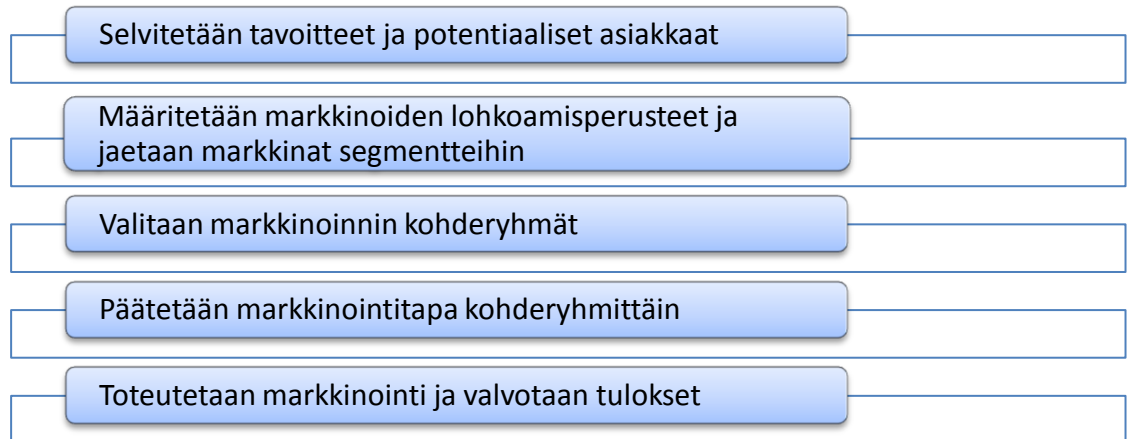 Selvitetään tavoitteet ja potentiaaliset asiakkaat
Määritetään markkinoiden lohkoamisperusteet ja
jaetaan markkinat segmentteihin
Valitaan markkinoinnin kohderyhmät
Päätetään markkinointitapa kohderyhmittäin
Toteutetaan markkinointi ja valvotaan tulokset